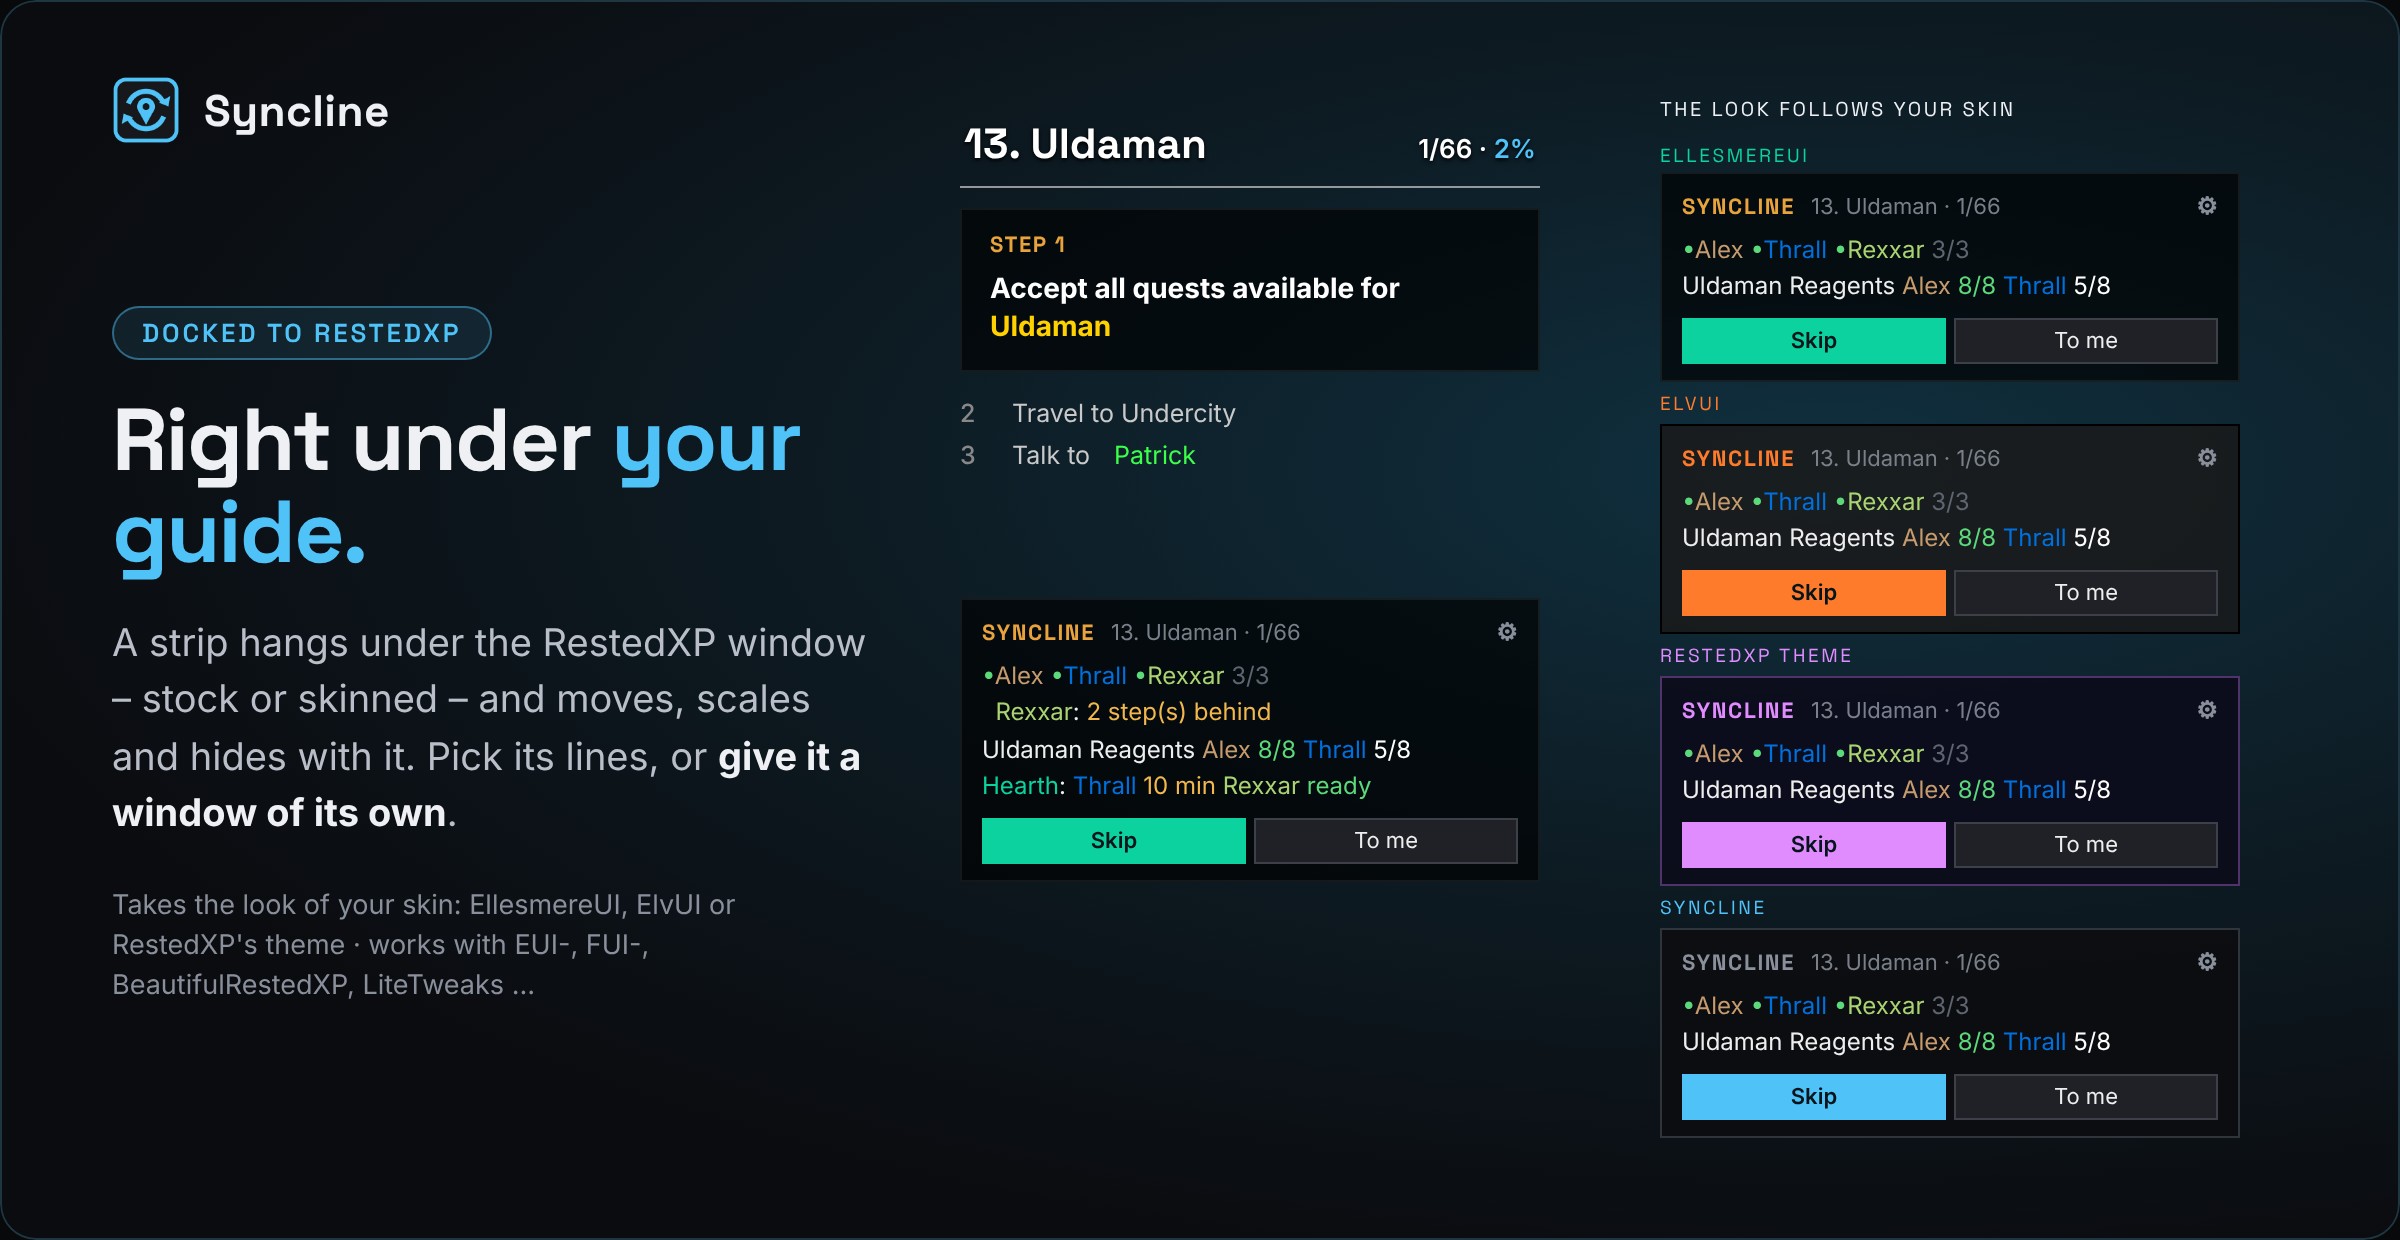 Syncline
DOCKED TO RESTEDXP
Right under your
guide.
A strip hangs under the RestedXP window
– stock or skinned – and moves, scales
and hides with it. Pick its lines, or give it a
window of its own.
Takes the look of your skin: EllesmereUI, ElvUI or
RestedXP's theme · works with EUI-, FUI-,
BeautifulRestedXP, LiteTweaks ...
13. Uldaman 1/66 · 2%
STEP 1
Accept all quests available for
Uldaman
2 Travel to Undercity
3 Talk to Patrick
SYNCLINE 13. Uldaman · 1/66
•Alex •Thrall •Rexxar 3/3
Rexxar: 2 step(s) behind
Uldaman Reagents Alex 8/8 Thrall 5/8
Hearth: Thrall 10 min Rexxar ready
Skip To me
THE LOOK FOLLOWS YOUR SKIN
ELLESMEREUI
SYNCLINE 13. Uldaman · 1/66
•Alex •Thrall •Rexxar 3/3
Uldaman Reagents Alex 8/8 Thrall 5/8
Skip To me
ELVUI
SYNCLINE 13. Uldaman · 1/66
•Alex •Thrall •Rexxar 3/3
Uldaman Reagents Alex 8/8 Thrall 5/8
Skip To me
RESTEDXP THEME
SYNCLINE 13. Uldaman · 1/66
•Alex •Thrall •Rexxar 3/3
Uldaman Reagents Alex 8/8 Thrall 5/8
Skip To me
SYNCLINE
SYNCLINE 13. Uldaman · 1/66
•Alex •Thrall •Rexxar 3/3
Uldaman Reagents Alex 8/8 Thrall 5/8
Skip To me